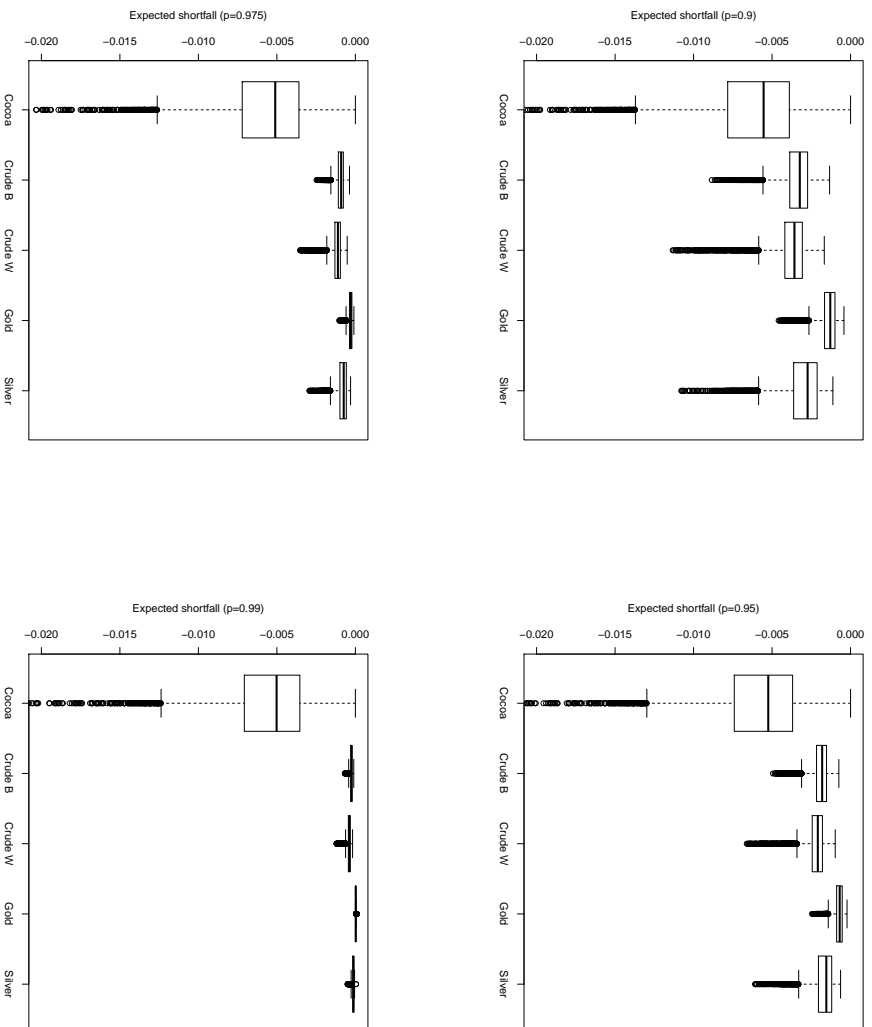 Expected shortfall (p=0.9)
−0.020 −0.015 −0.010 −0.005 0.000
Cocoa Crude B Crude W Gold Silver
Expected shortfall (p=0.95)
−0.020 −0.015 −0.010 −0.005 0.000
Cocoa Crude B Crude W Gold Silver
Expected shortfall (p=0.975)
−0.020 −0.015 −0.010 −0.005 0.000
Cocoa Crude B Crude W Gold Silver
Expected shortfall (p=0.99)
−0.020 −0.015 −0.010 −0.005 0.000
Cocoa Crude B Crude W Gold Silver